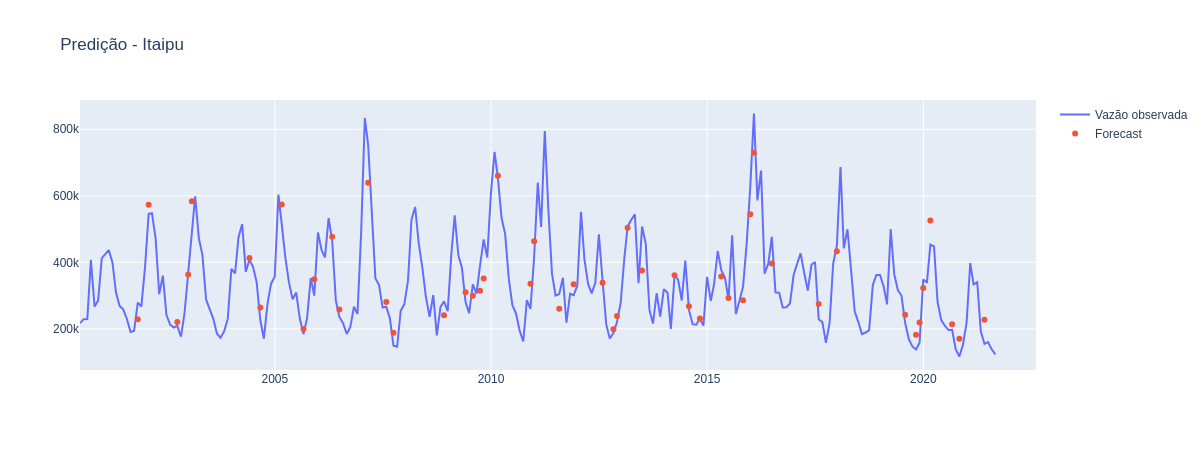 Predição - Itaipu
800k
600k
400k
200k
2005
2010
2015
2020
Vazão observada
Forecast